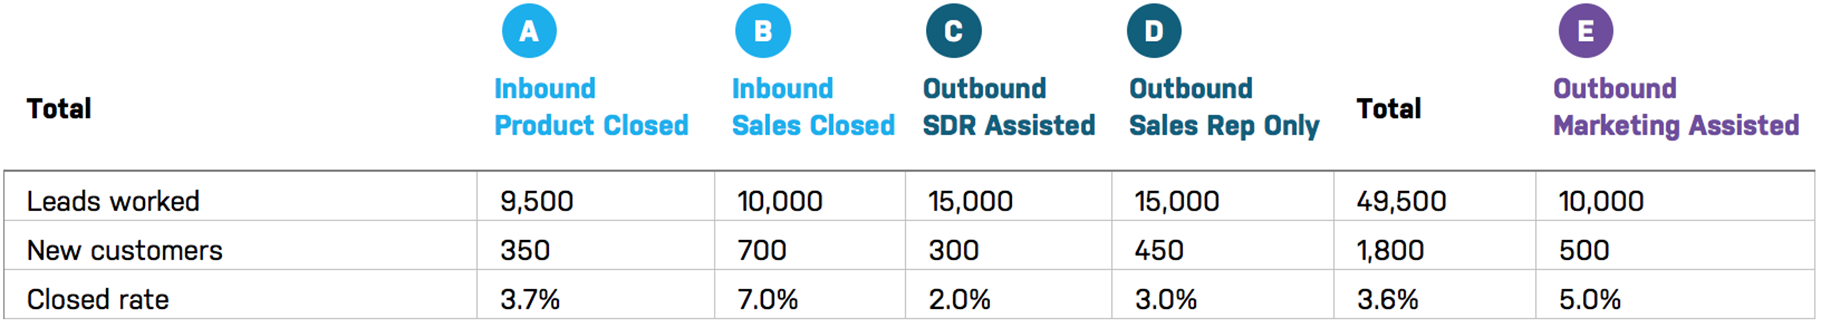 A B C D E
Total Inbound Product Closed Inbound Sales Closed Outbound SDR Assisted Outbound Sales Rep Only Total Outbound Marketing Assisted
Leads worked 9,500 10,000 15,000 15,000 49,500 10,000
New customers 350 700 300 450 1,800 500
Closed rate 3.7% 7.0% 2.0% 3.0% 3.6% 5.0%